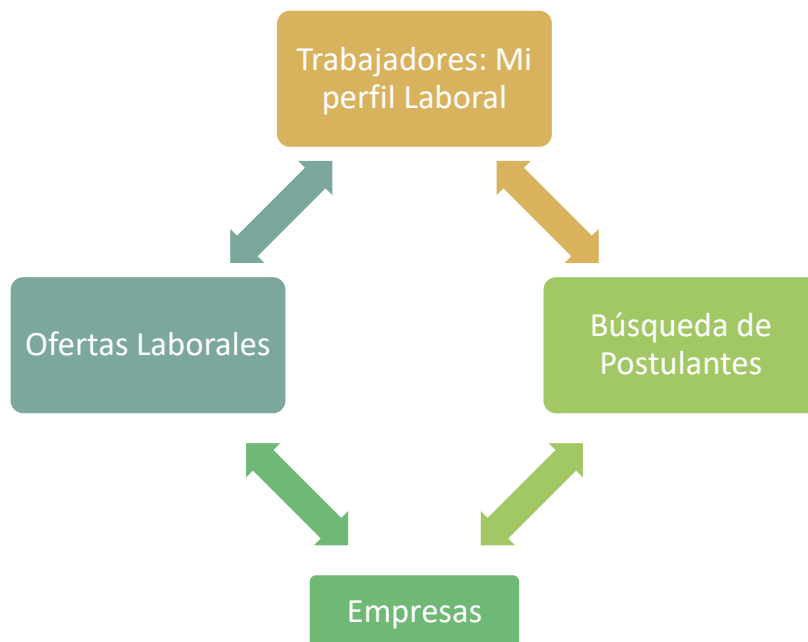 Trabajadores: Mi
perfil Laboral
Ofertas Laborales
Búsqueda de
Postulantes
Empresas